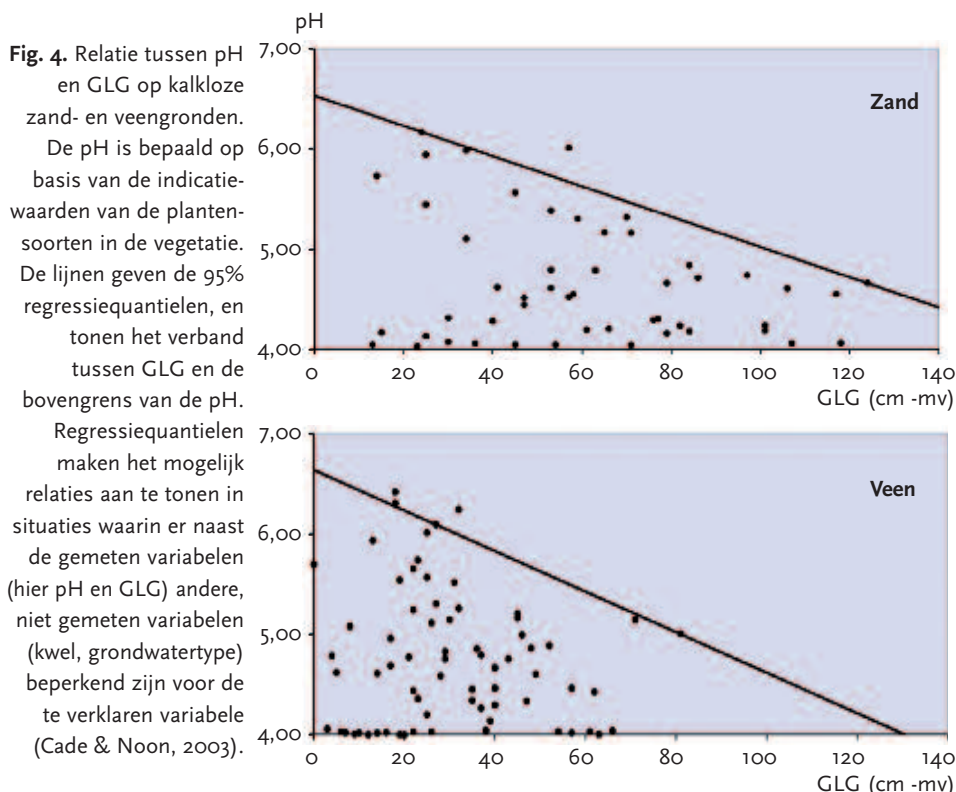 Fig. 4. Relatie tussen pH
en GLG op kalkloze
zand- en veengronden.
De pH is bepaald op
basis van de indicatie-
waarden van de planten-
soorten in de vegetatie.
De lijnen geven de 95%
regressiequantielen, en
tonen het verband
tussen GLG en de
bovengrens van de pH.
Regressiequantielen
maken het mogelijk
relaties aan te tonen in
situaties waarin er naast
de gemeten variabelen
(hier pH en GLG) andere,
niet gemeten variabelen
(kwel, grondwatertype)
beperkend zijn voor de
te verklaren variabele
(Cade & Noon, 2003).
pH
7,00
Zand
6,00
5,00
4,00
0 20 40 60 80 100 120 140
GLG (cm -mv)
7,00
Veen
6,00
5,00
4,00
0 20 40 60 80 100 120 140
GLG (cm -mv)